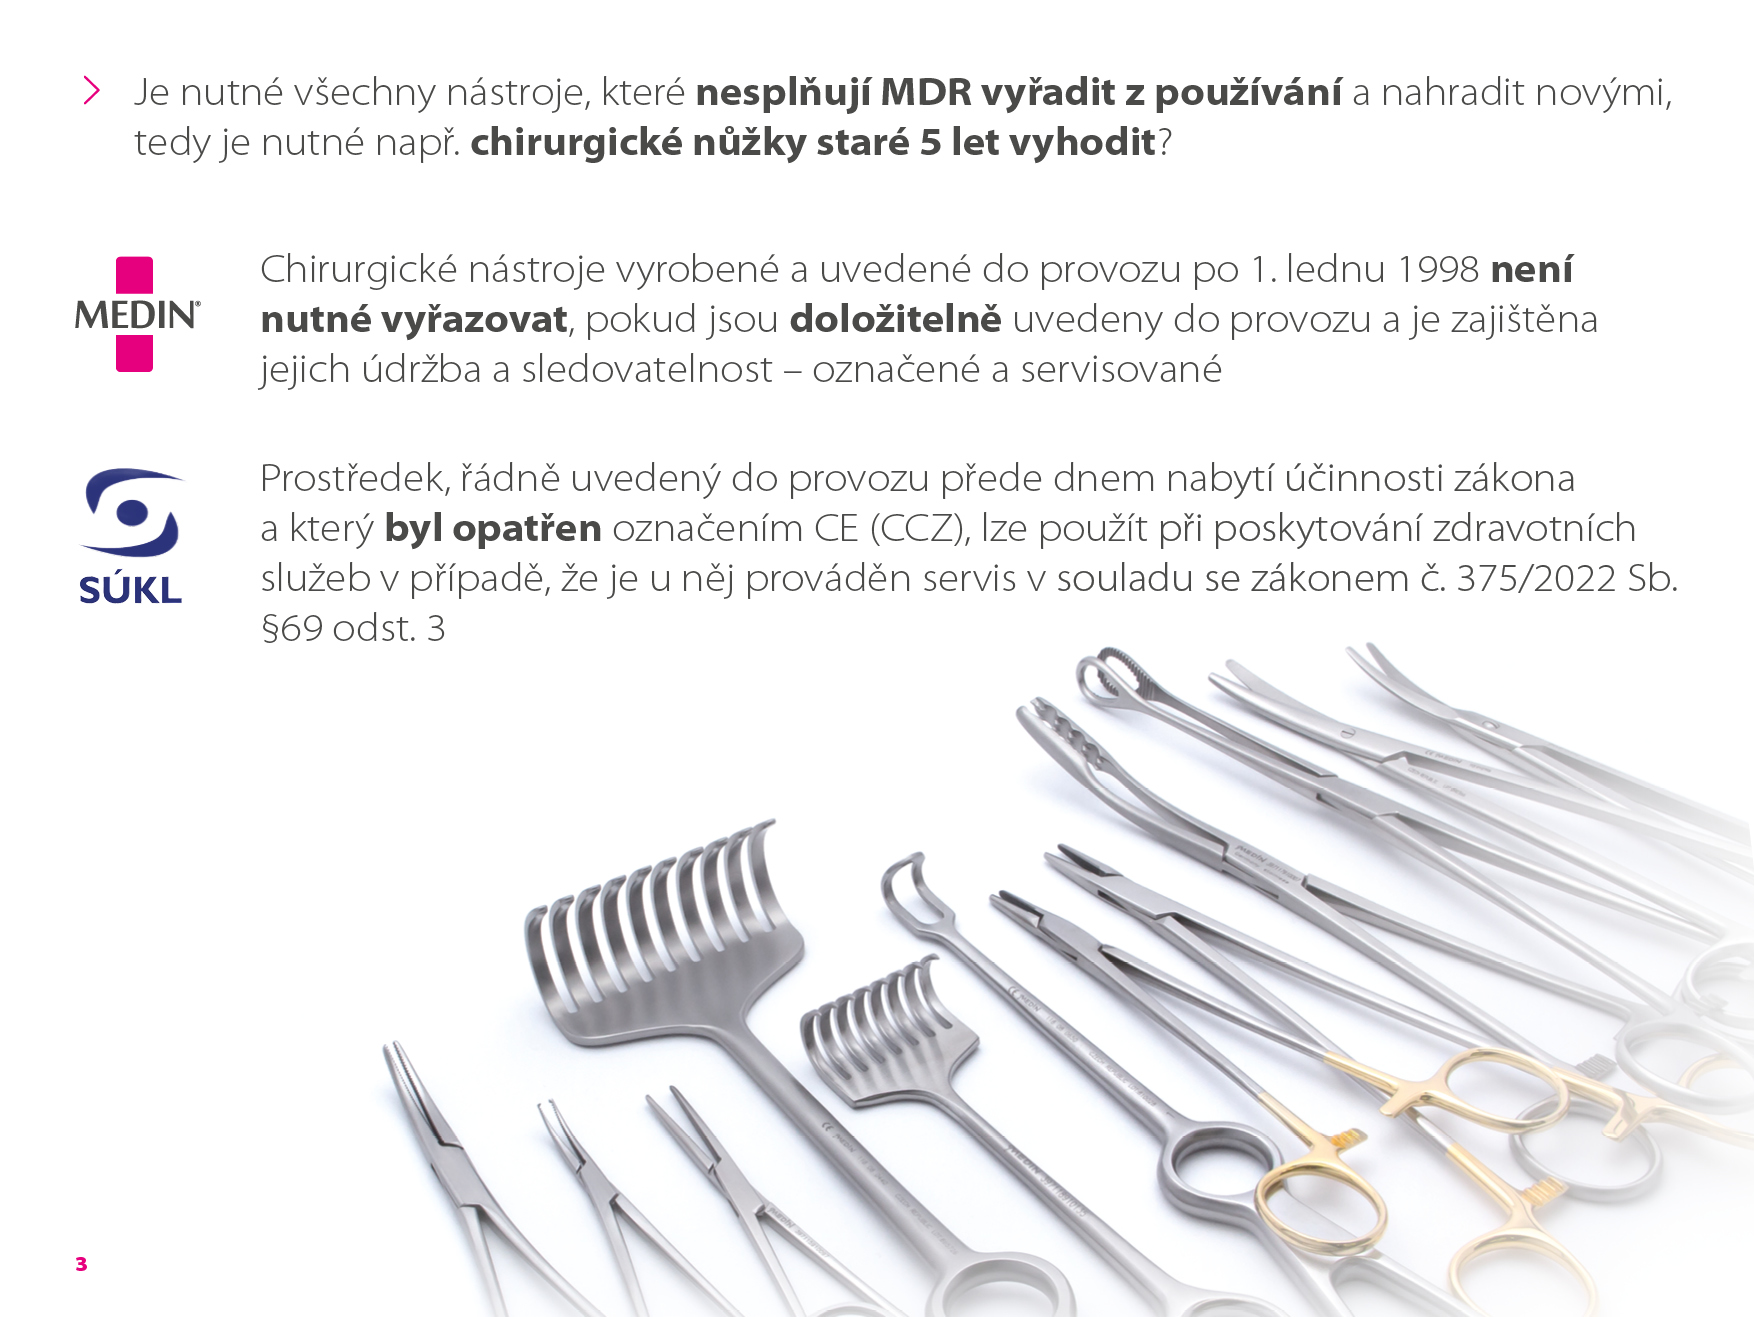 Je nutné všechny nástroje, které nesplňují MDR vyřadit z používání a nahradit novými,
tedy je nutné např. chirurgické nůžky staré 5 let vyhodit?
MEDIN®
Chirurgické nástroje vyrobené a uvedené do provozu po 1. lednu 1998 není
nutné vyřazovat, pokud jsou doložitelně uvedeny do provozu a je zajištěna
jejich údržba a sledovatelnost – označené a servisované
SÚKL
Prostředek, řádně uvedený do provozu přede dnem nabytí účinnosti zákona
a který byl opatřen označením CE (CCZ), lze použít při poskytování zdravotních
služeb v případě, že je u něj prováděn servis v souladu se zákonem č. 375/2022 Sb.
§69 odst. 3
3